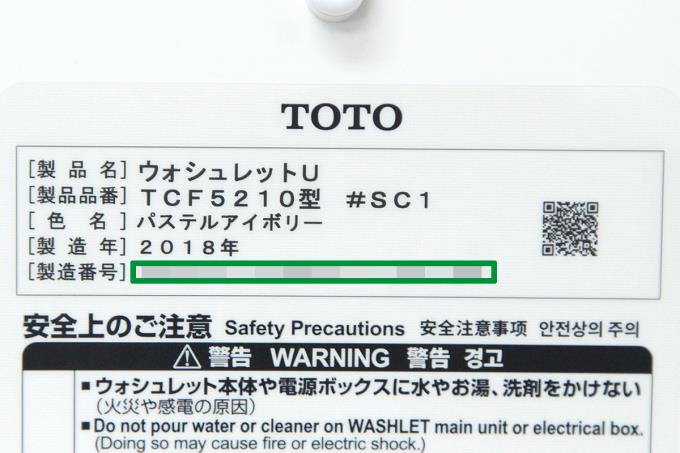 TOTO
[製品名] ウォシュレットU
[製品品番] TCF5210型 #SC1
[色名] パステルアイボリー
[製造年] 2018年
[製造番号]
安全上のご注意 Safety Precautions 安全注意事项 안전상의 주의
⚠警告 WARNING 警告 경고
■ウォシュレット本体や電源ボックスに水やお湯、洗剤をかけない
(火災や感電の原因)
■Do not pour water or cleaner on WASHLET main unit or electrical box.
(Doing so may cause fire or electric shock.)